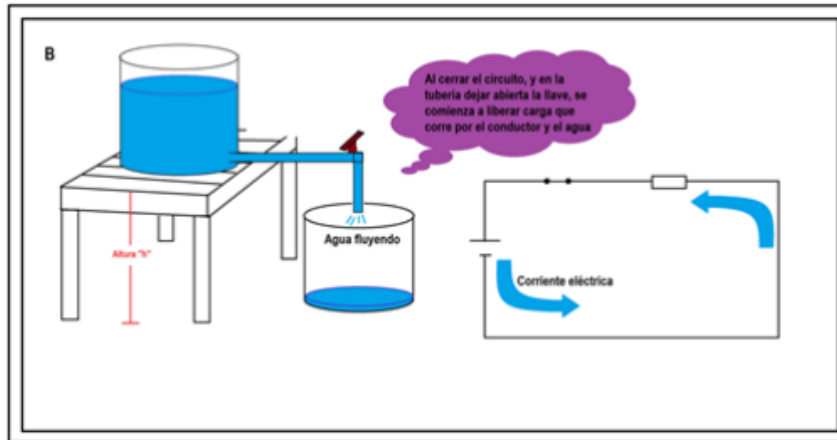 B
Al cerrar el circuito, y en la
tubería dejar abierta la llave, se
comienza a liberar carga que
corre por el conductor y el agua
Agua fluyendo
Altura "h"
Corriente eléctrica